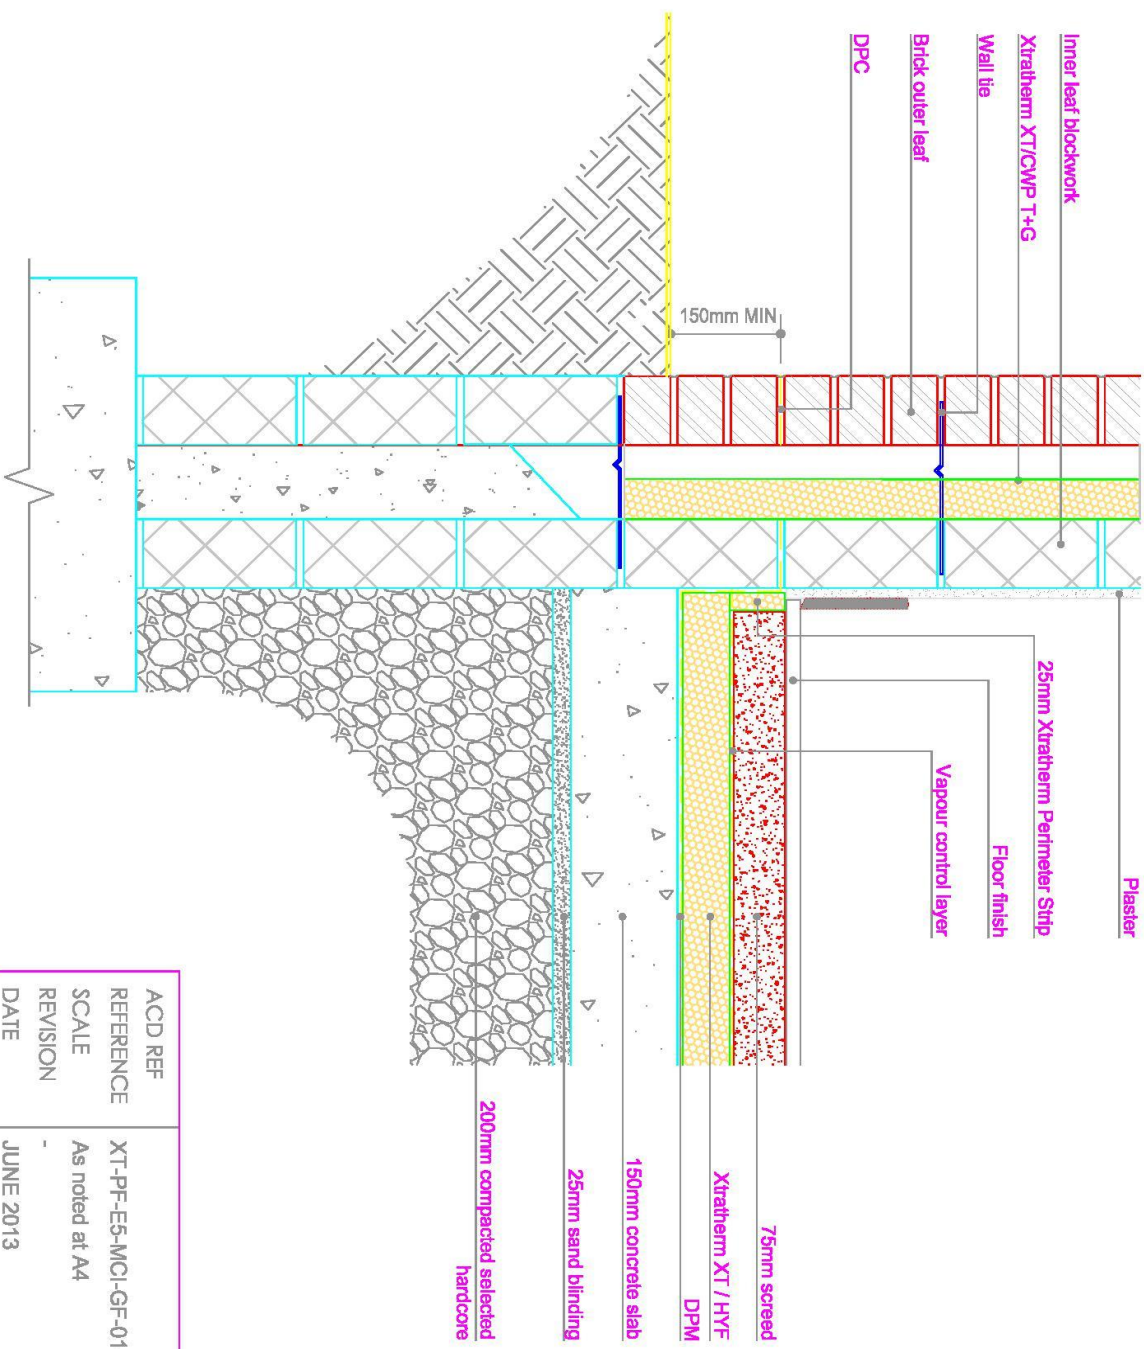 Inner leaf blockwork
Xtratherm XT/CWP T+G
Wall tie
Brick outer leaf
DPC
150mm MIN
Plaster
Floor finish
25mm Xtratherm Perimeter Strip
Vapour control layer
75mm screed
Xtratherm XT / HYF
DPM
150mm concrete slab
25mm sand blinding
200mm compacted selected
hardcore
ACD REF
REFERENCE XT-PF-E5-MCI-GF-01
SCALE As noted at A4
REVISION -
DATE JUNE 2013